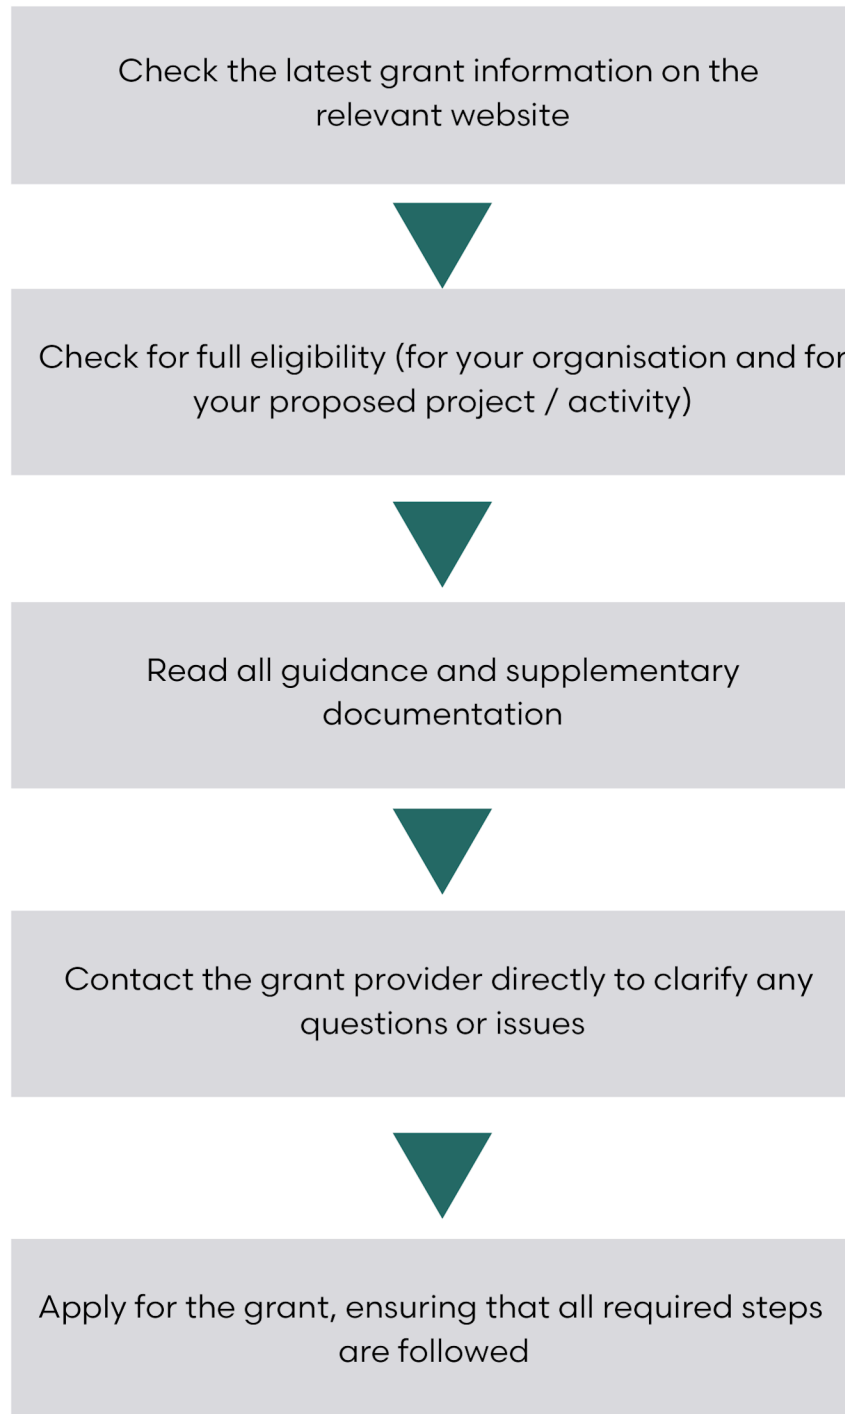 Check the latest grant information on the
relevant website
Check for full eligibility (for your organisation and for
your proposed project / activity)
Read all guidance and supplementary
documentation
Contact the grant provider directly to clarify any
questions or issues
Apply for the grant, ensuring that all required steps
are followed